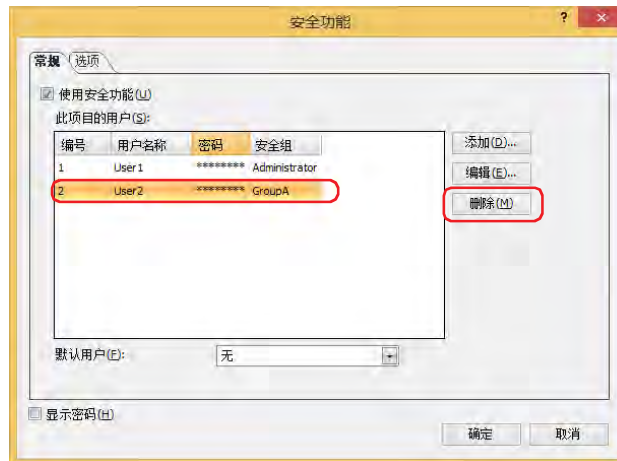 安全功能 ? ×
常规 选项
使用安全功能(U)
此项目的用户(S):
编号 用户名称 密码 安全组
1 User1 ******** Administrator
2 User2 ******** GroupA
添加(D)...
编辑(E)...
删除(M)
默认用户(F): 无
显示密码(H)
确定 取消